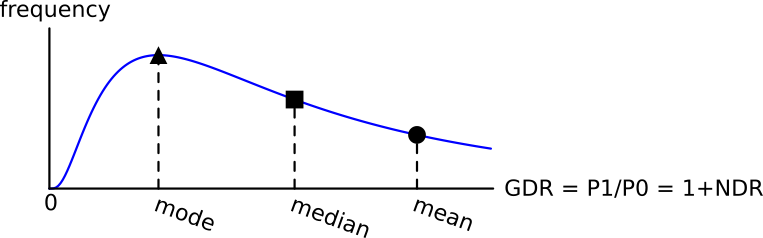 frequency
GDR = P1/P0 = 1+NDR
0
mode
median
mean